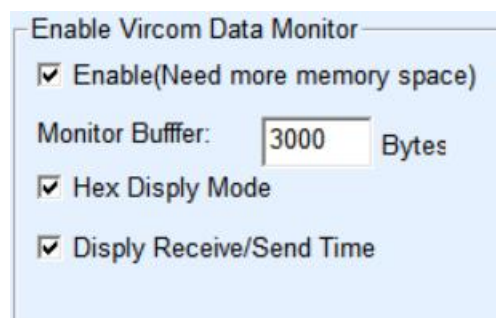 Enable Vircom Data Monitor
Enable(Need more memory space)
Monitor Bufffer: 3000 Bytes
Hex Disply Mode
Disply Receive/Send Time